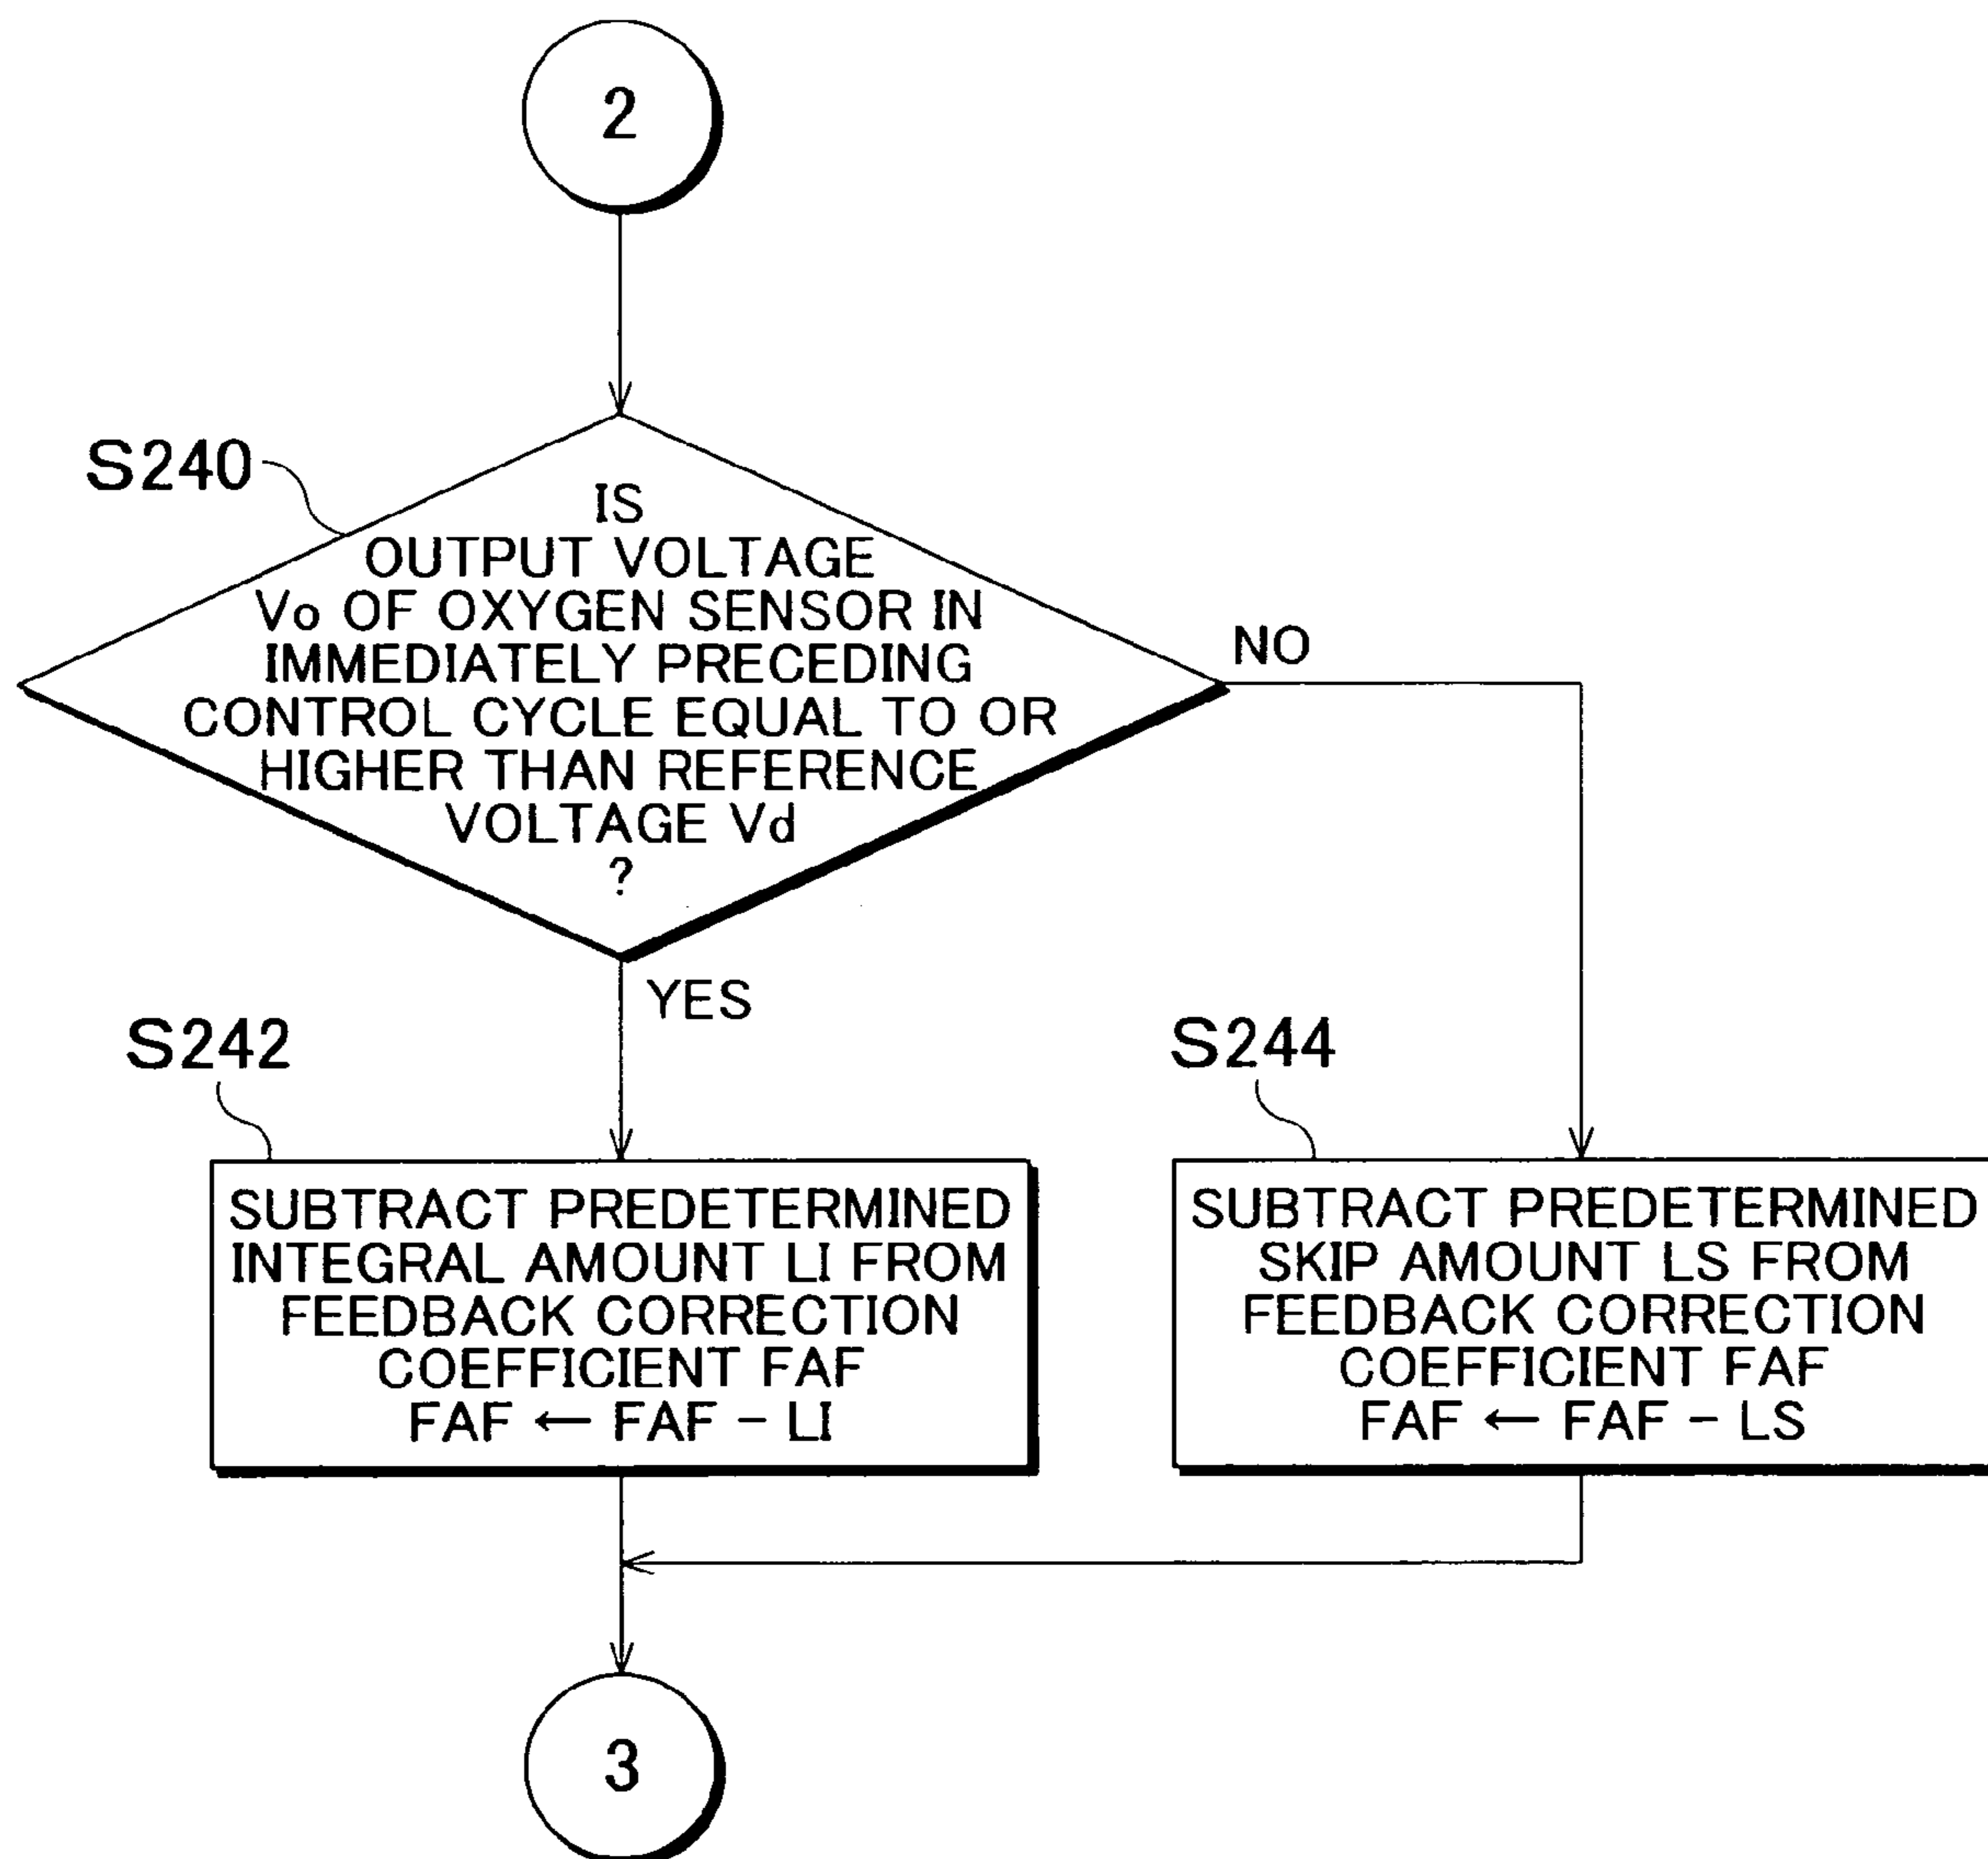 2
S240
IS
OUTPUT VOLTAGE
Vo OF OXYGEN SENSOR IN
IMMEDIATELY PRECEDING
CONTROL CYCLE EQUAL TO OR
HIGHER THAN REFERENCE
VOLTAGE Vd
?
NO
YES
S242
SUBTRACT PREDETERMINED
INTEGRAL AMOUNT LI FROM
FEEDBACK CORRECTION
COEFFICIENT FAF
FAF ← FAF − LI
S244
SUBTRACT PREDETERMINED
SKIP AMOUNT LS FROM
FEEDBACK CORRECTION
COEFFICIENT FAF
FAF ← FAF − LS
3